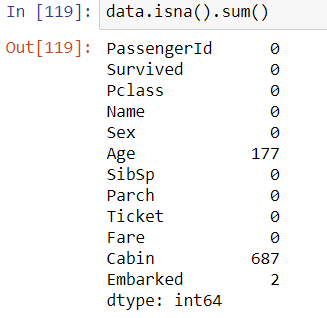 In [119]: data.isna().sum()
Out[119]: PassengerId 0
Survived 0
Pclass 0
Name 0
Sex 0
Age 177
SibSp 0
Parch 0
Ticket 0
Fare 0
Cabin 687
Embarked 2
dtype: int64